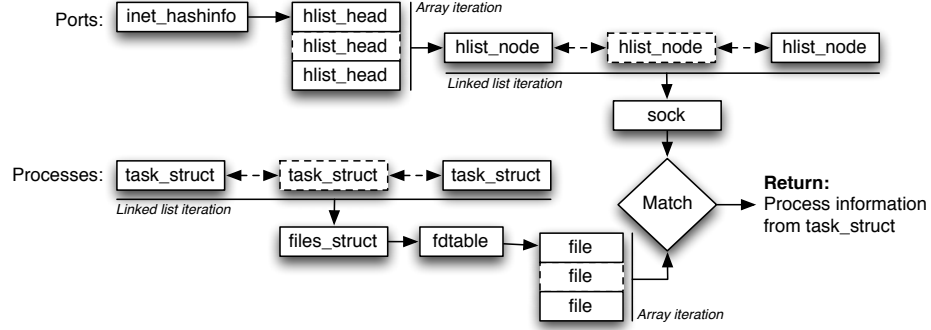 Ports:
inet_hashinfo
hlist_head
hlist_head
hlist_head
Array iteration
hlist_node
hlist_node
hlist_node
Linked list iteration
sock
Processes:
task_struct
task_struct
task_struct
Linked list iteration
files_struct
fdtable
file
file
file
Array iteration
Match
Return:
Process information
from task_struct